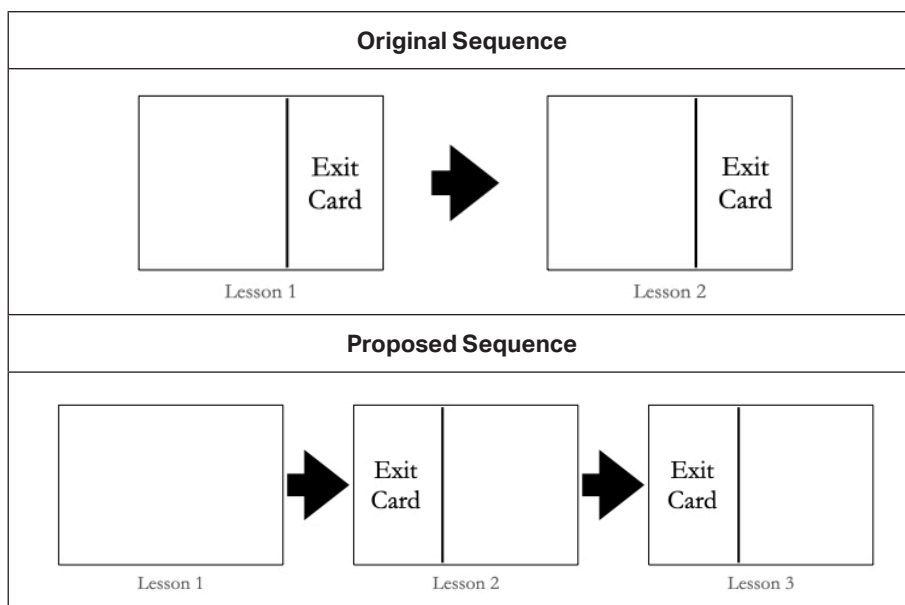 Original Sequence
Exit
Card
Exit
Card
Lesson 1
Lesson 2
Proposed Sequence
Exit
Card
Exit
Card
Lesson 1
Lesson 2
Lesson 3